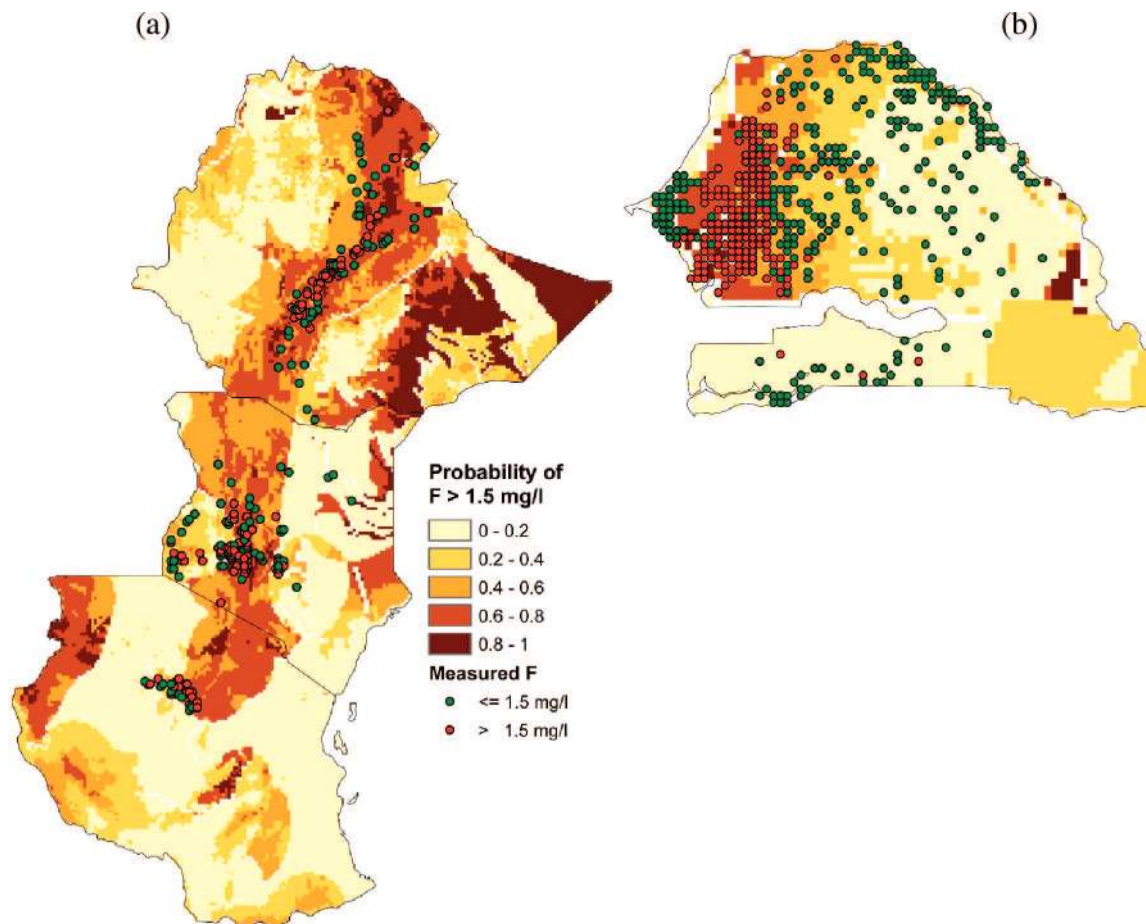 (a)
(b)
Probability of
F > 1.5 mg/l
0 - 0.2
0.2 - 0.4
0.4 - 0.6
0.6 - 0.8
0.8 - 1
Measured F
<= 1.5 mg/l
> 1.5 mg/l